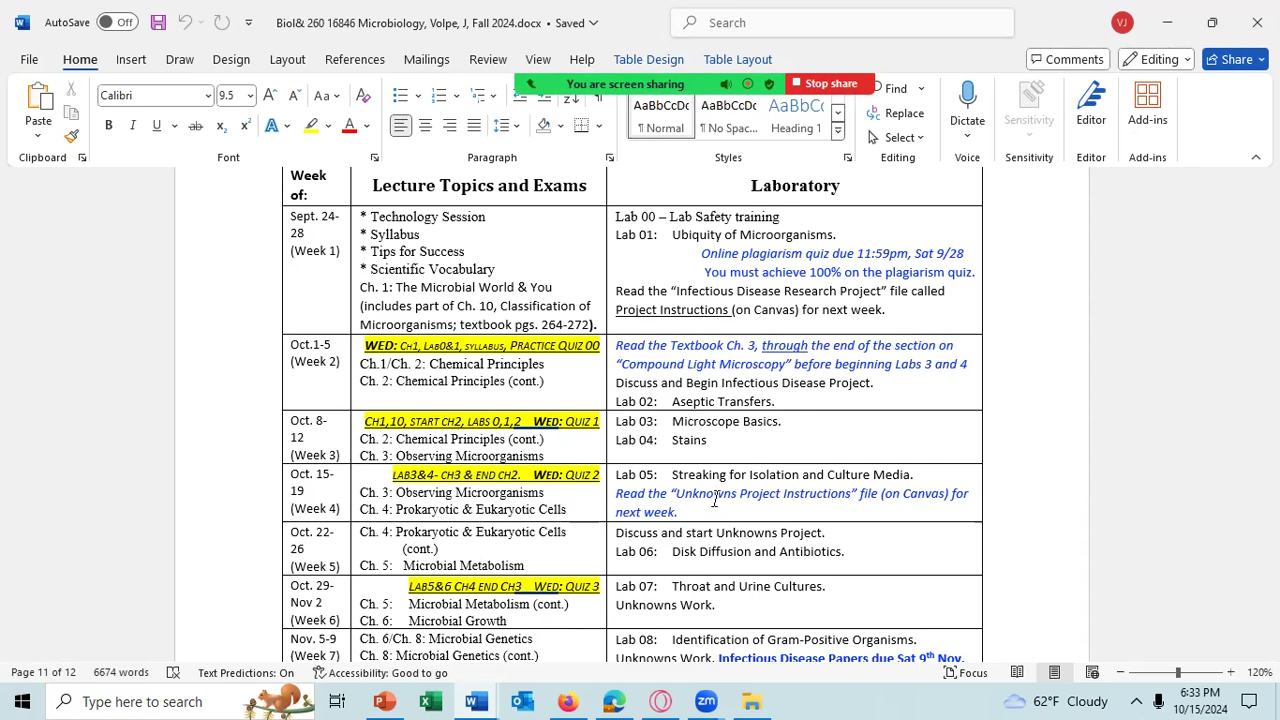 AutoSave Off Biol& 260 16846 Microbiology, Volpe, J, Fall 2024.docx • Saved Search VJ
File Home Insert Draw Design Layout References Mailings Review View Help Table Design Table Layout Comments Editing Share
You are screen sharing Stop share
Paste Calibri 9.5 A A Aa AaBbCcDc AaBbCcDc AaBbC Find Dictate Sensitivity Editor Add-ins
B I U ab x₂ x² A A ¶ Normal ¶ No Spac... Heading 1 Replace
Select
Clipboard Font Paragraph Styles Editing Voice Sensitivity Editor Add-ins
Week of: Lecture Topics and Exams Laboratory
Sept. 24-
28
(Week 1)
* Technology Session
* Syllabus
* Tips for Success
* Scientific Vocabulary
Ch. 1: The Microbial World & You
(includes part of Ch. 10, Classification of
Microorganisms; textbook pgs. 264-272).
Lab 00 – Lab Safety training
Lab 01: Ubiquity of Microorganisms.
Online plagiarism quiz due 11:59pm, Sat 9/28
You must achieve 100% on the plagiarism quiz.
Read the “Infectious Disease Research Project” file called
Project Instructions (on Canvas) for next week.
Oct.1-5
(Week 2)
WED: CH1, LAB0&1, SYLLABUS, PRACTICE QUIZ 00
Ch.1/Ch. 2: Chemical Principles
Ch. 2: Chemical Principles (cont.)
Read the Textbook Ch. 3, through the end of the section on
“Compound Light Microscopy” before beginning Labs 3 and 4
Discuss and Begin Infectious Disease Project.
Lab 02: Aseptic Transfers.
Oct. 8-
12
(Week 3)
CH1,10, START CH2, LABS 0,1,2 WED: QUIZ 1
Ch. 2: Chemical Principles (cont.)
Ch. 3: Observing Microorganisms
Lab 03: Microscope Basics.
Lab 04: Stains
Oct. 15-
19
(Week 4)
LAB3&4- CH3 & END CH2. WED: QUIZ 2
Ch. 3: Observing Microorganisms
Ch. 4: Prokaryotic & Eukaryotic Cells
Lab 05: Streaking for Isolation and Culture Media.
Read the “Unknowns Project Instructions” file (on Canvas) for
next week.
Oct. 22-
26
(Week 5)
Ch. 4: Prokaryotic & Eukaryotic Cells
(cont.)
Ch. 5: Microbial Metabolism
Discuss and start Unknowns Project.
Lab 06: Disk Diffusion and Antibiotics.
Oct. 29-
Nov 2
(Week 6)
LAB5&6 CH4 END CH3 WED: QUIZ 3
Ch. 5: Microbial Metabolism (cont.)
Ch. 6: Microbial Growth
Lab 07: Throat and Urine Cultures.
Unknowns Work.
Nov. 5-9
(Week 7)
Ch. 6/Ch. 8: Microbial Genetics
Ch. 8: Microbial Genetics (cont.)
Lab 08: Identification of Gram-Positive Organisms.
Unknowns Work. Infectious Disease Papers due Sat 9th Nov.
Page 11 of 12 6674 words Text Predictions: On Accessibility: Good to go Focus 120%
Type here to search 62°F Cloudy 6:33 PM
10/15/2024